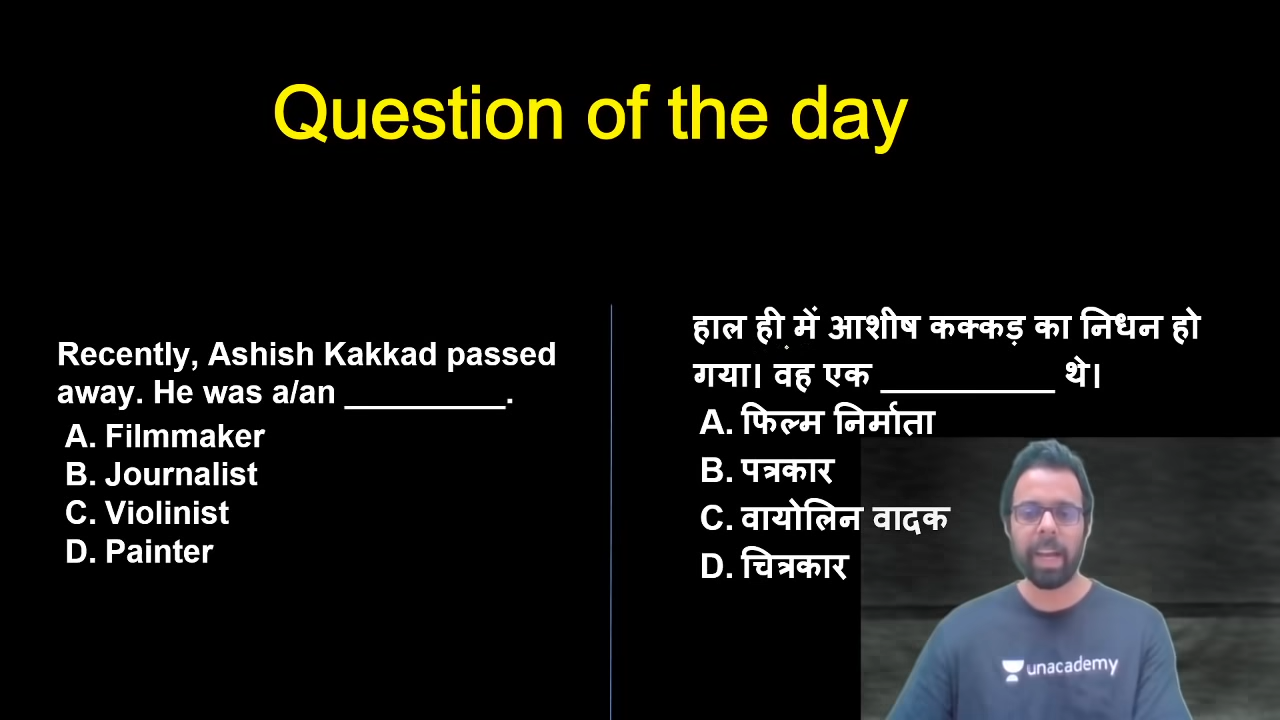 Question of the day
Recently, Ashish Kakkad passed
away. He was a/an _________.
A. Filmmaker
B. Journalist
C. Violinist
D. Painter
हाल ही में आशीष कक्कड़ का निधन हो
गया। वह एक __________ थे।
A. फिल्म निर्माता
B. पत्रकार
C. वायोलिन वादक
D. चित्रकार
unacademy